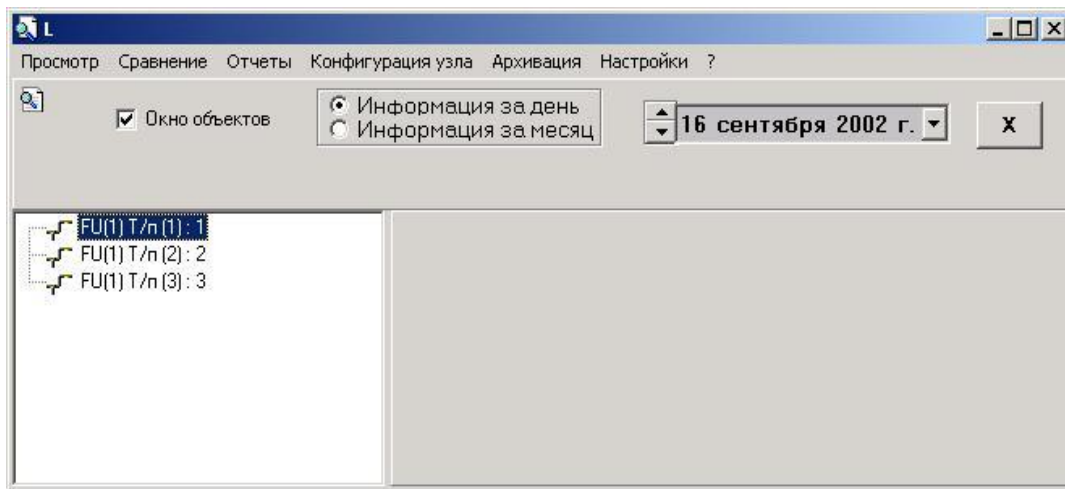 L
Просмотр Сравнение Отчеты Конфигурация узла Архивация Настройки ?
Окно объектов
Информация за день
Информация за месяц
16 сентября 2002 г.
X
FU(1) Т/п (1) : 1
FU(1) Т/п (2) : 2
FU(1) Т/п (3) : 3